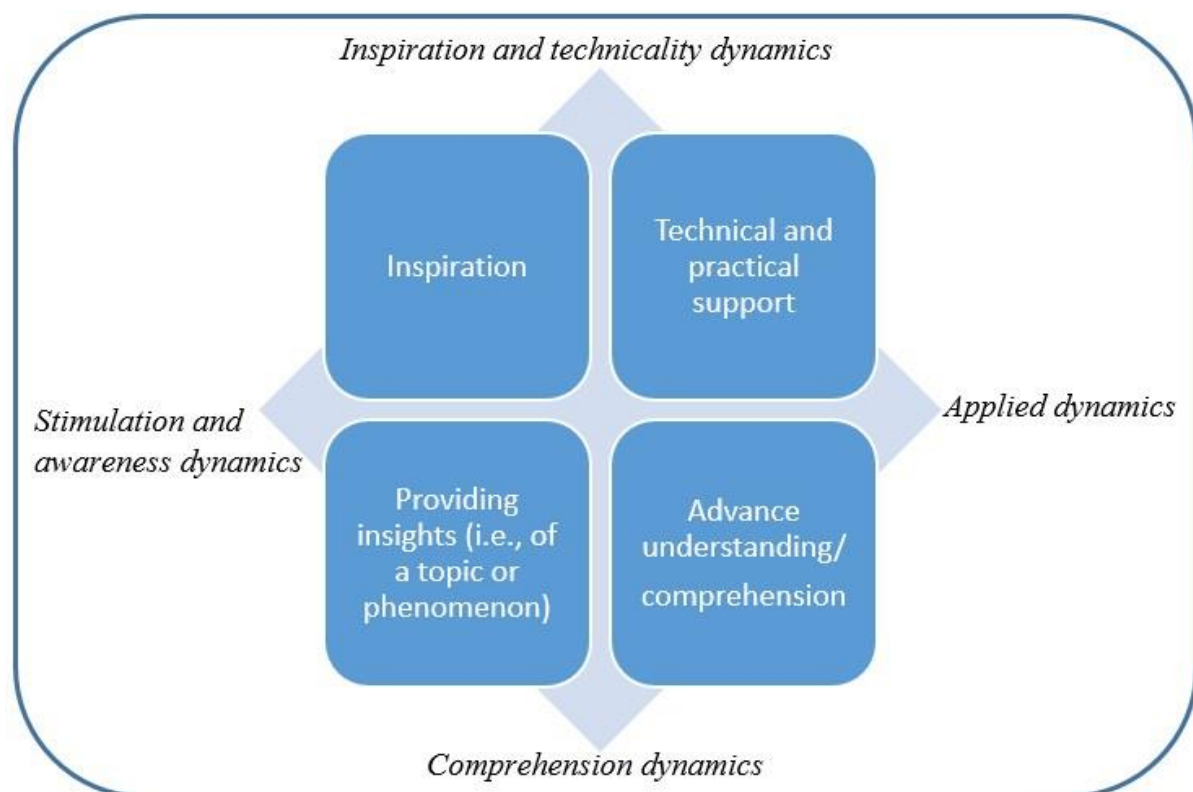 Inspiration and technicality dynamics
Inspiration
Technical and
practical
support
Stimulation and
awareness dynamics
Applied dynamics
Providing
insights (i.e., of
a topic or
phenomenon)
Advance
understanding/
comprehension
Comprehension dynamics